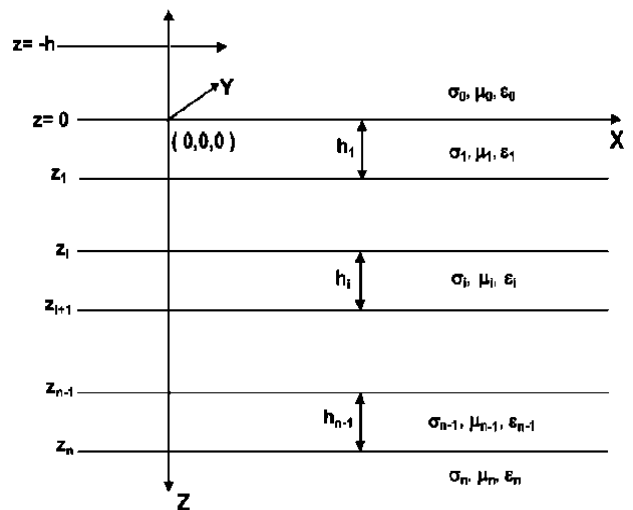 z= -h
Y
σ₀, μ₀, ε₀
z= 0
X
( 0,0,0 )
h₁
σ₁, μ₁, ε₁
z₁
zᵢ
hᵢ
σᵢ, μᵢ, εᵢ
zᵢ₊₁
zₙ₋₁
hₙ₋₁
σₙ₋₁, μₙ₋₁, εₙ₋₁
zₙ
σₙ, μₙ, εₙ
Z